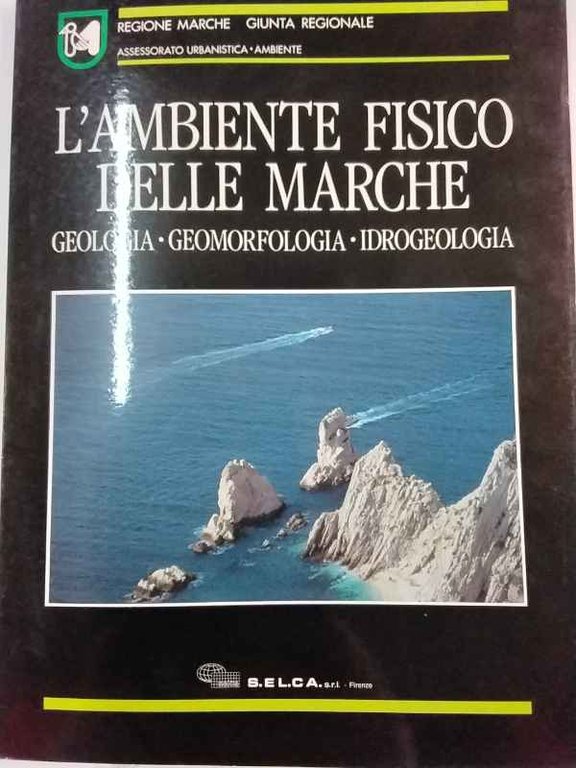 REGIONE MARCHE GIUNTA REGIONALE
ASSESSORATO URBANISTICA • AMBIENTE
L'AMBIENTE FISICO
DELLE MARCHE
GEOLOGIA • GEOMORFOLOGIA • IDROGEOLOGIA
S.EL.CA. s.r.l. - Firenze